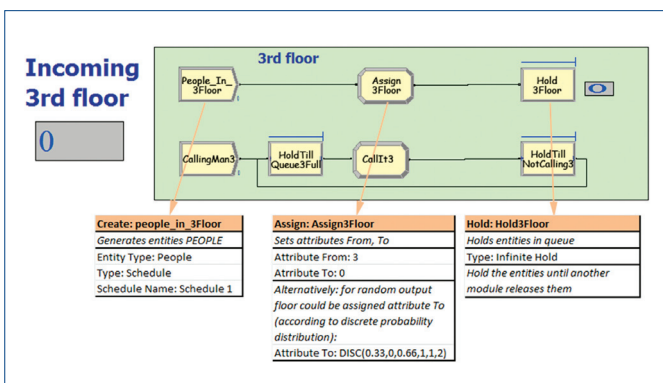 Incoming
3rd floor
0
3rd floor
People_In_
3Floor
Assign
3Floor
Hold
3Floor
0
CallingMan3
HoldTill
Queue3Full
CallIt3
HoldTill
NotCalling3
Create: people_in_3Floor
Generates entities PEOPLE
Entity Type: People
Type: Schedule
Schedule Name: Schedule 1
Assign: Assign3Floor
Sets attributes From, To
Attribute From: 3
Attribute To: 0
Alternatively: for random output
floor could be assigned attribute To
(according to discrete probability
distribution):
Attribute To: DISC(0.33,0,0.66,1,1,2)
Hold: Hold3Floor
Holds entities in queue
Type: Infinite Hold
Hold the entities until another
module releases them